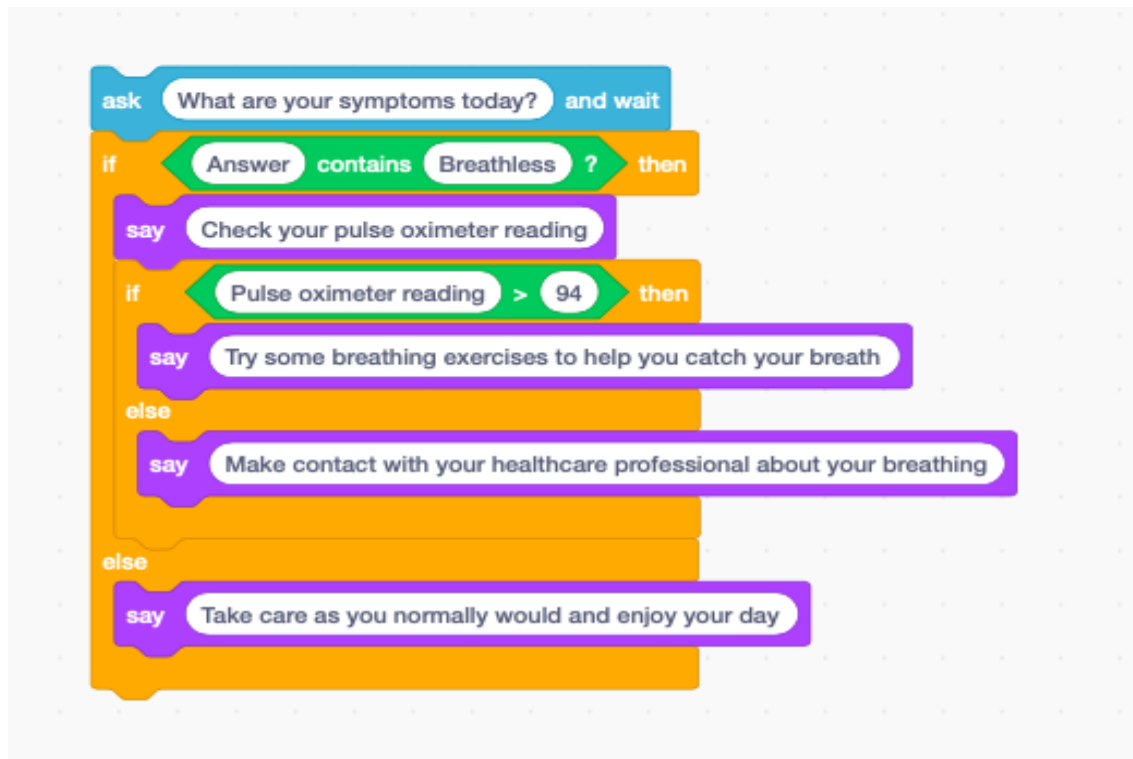 ask What are your symptoms today? and wait
if Answer contains Breathless ? then
say Check your pulse oximeter reading
if Pulse oximeter reading > 94 then
say Try some breathing exercises to help you catch your breath
else
say Make contact with your healthcare professional about your breathing
else
say Take care as you normally would and enjoy your day